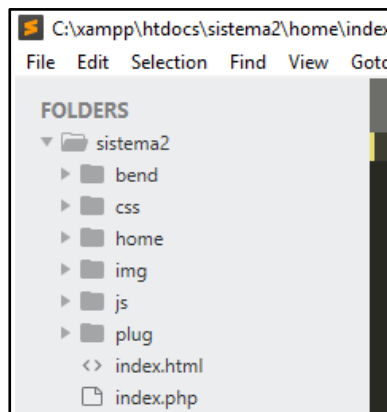 C:\xampp\htdocs\sistema2\home\index
File Edit Selection Find View Goto
FOLDERS
sistema2
bend
css
home
img
js
plug
index.html
index.php